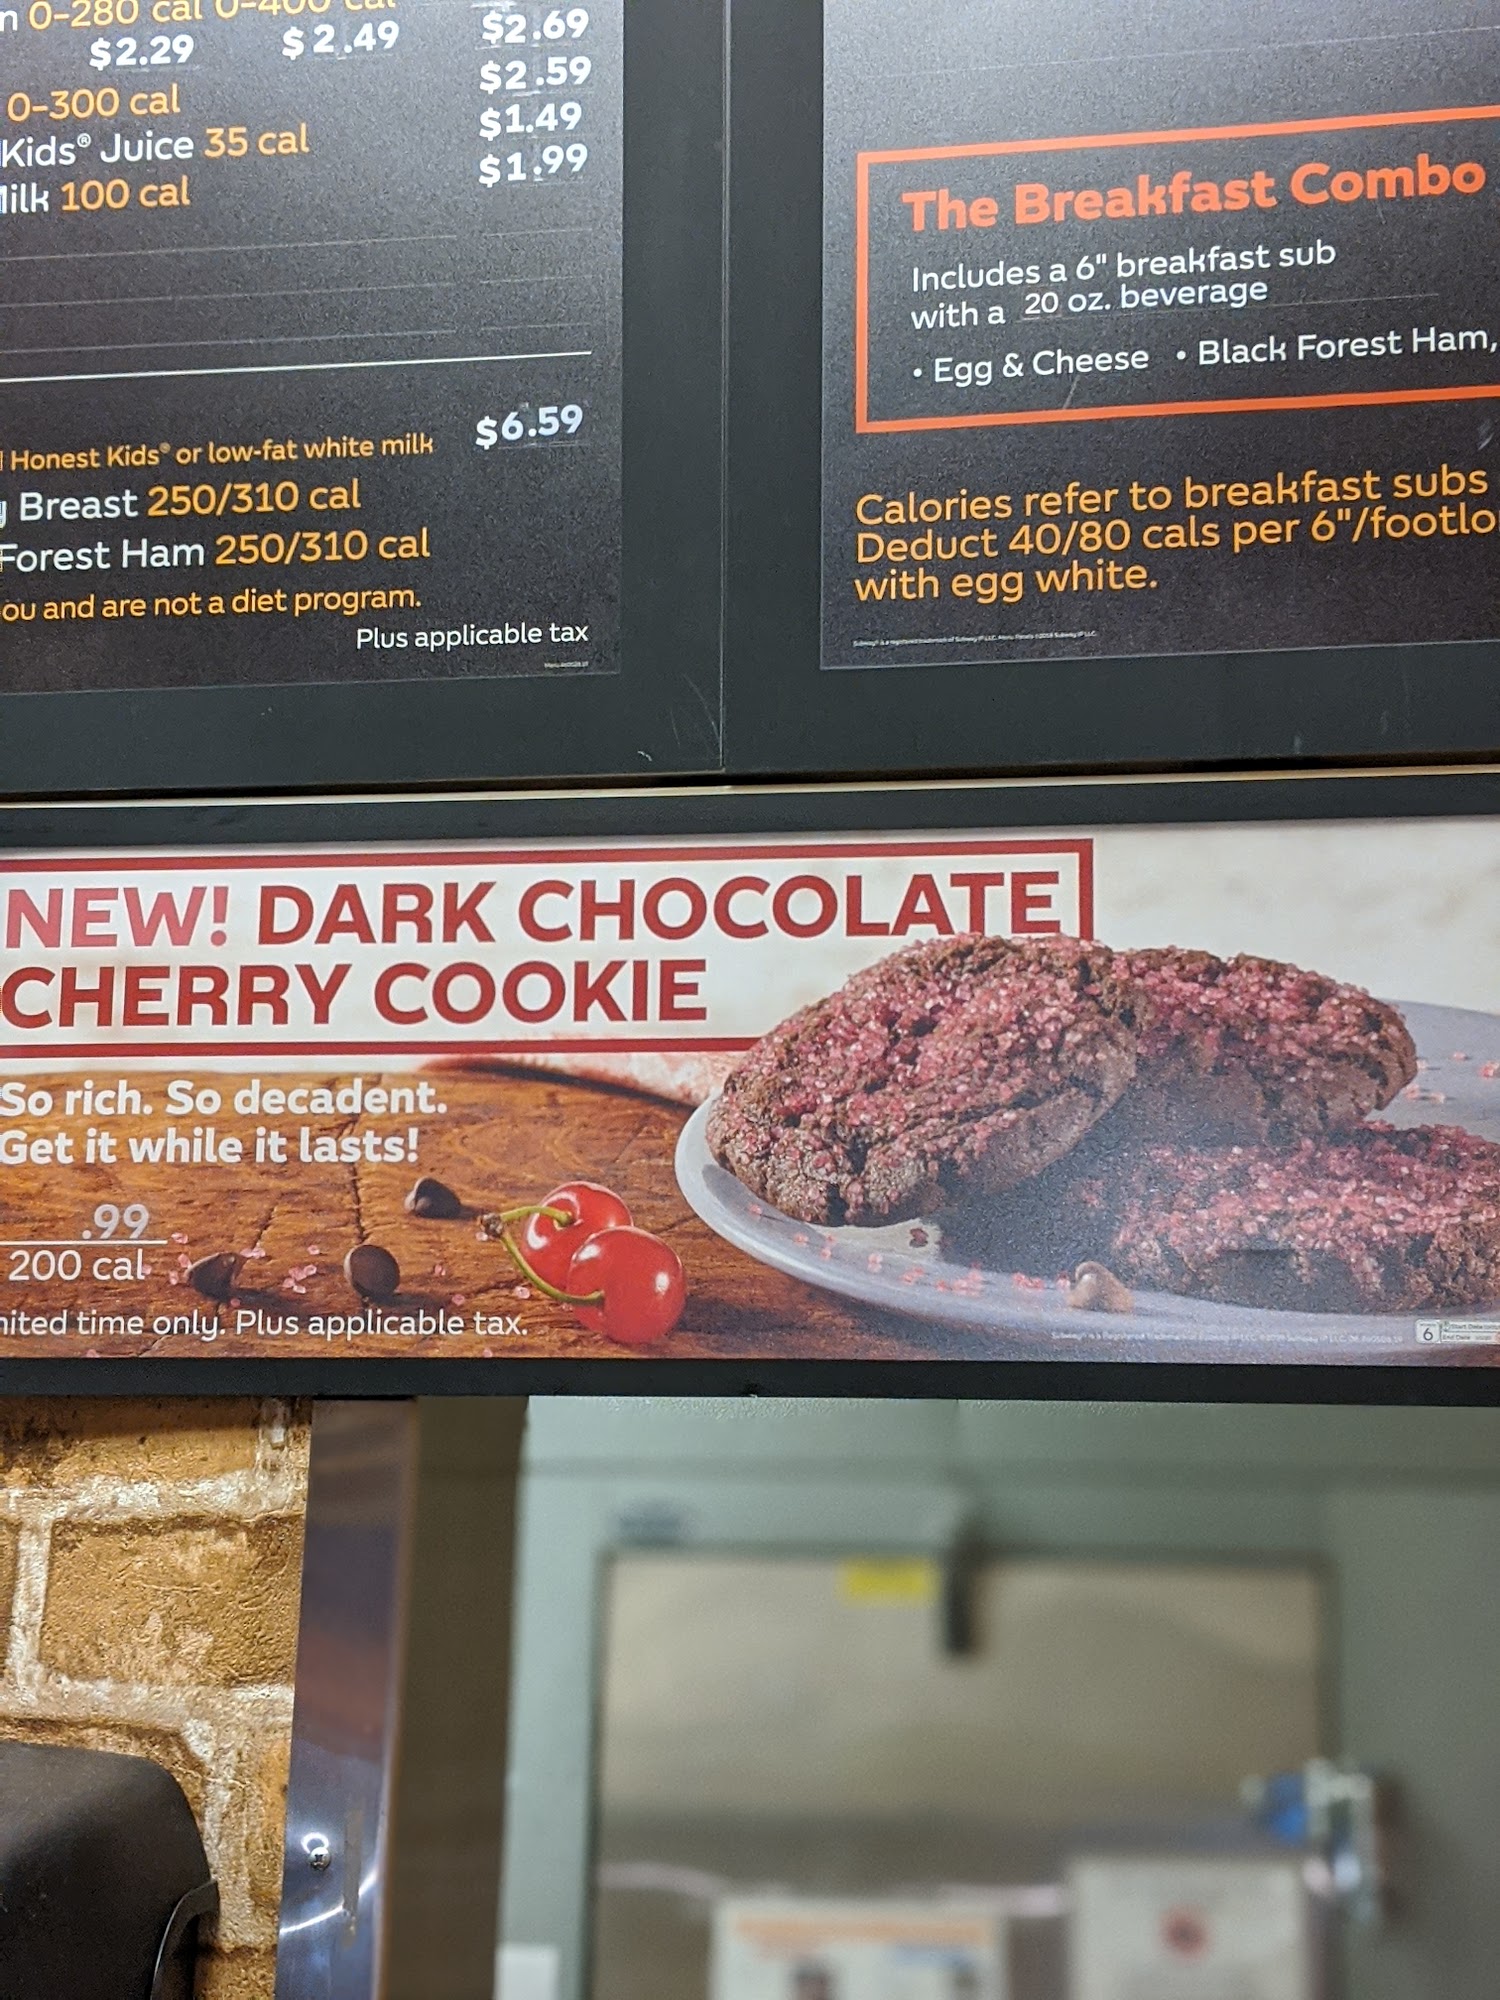 n 0-280 cal 0-400 cal
$2.29 $2.49 $2.69
0-300 cal $2.59
Kids® Juice 35 cal $1.49
Milk 100 cal $1.99
Honest Kids® or low-fat white milk $6.59
Breast 250/310 cal
Forest Ham 250/310 cal
ou and are not a diet program.
Plus applicable tax
The Breakfast Combo
Includes a 6" breakfast sub
with a 20 oz. beverage
• Egg & Cheese • Black Forest Ham,
Calories refer to breakfast subs
Deduct 40/80 cals per 6"/footlo
with egg white.
NEW! DARK CHOCOLATE
CHERRY COOKIE
So rich. So decadent.
Get it while it lasts!
.99
200 cal
mited time only. Plus applicable tax.
6